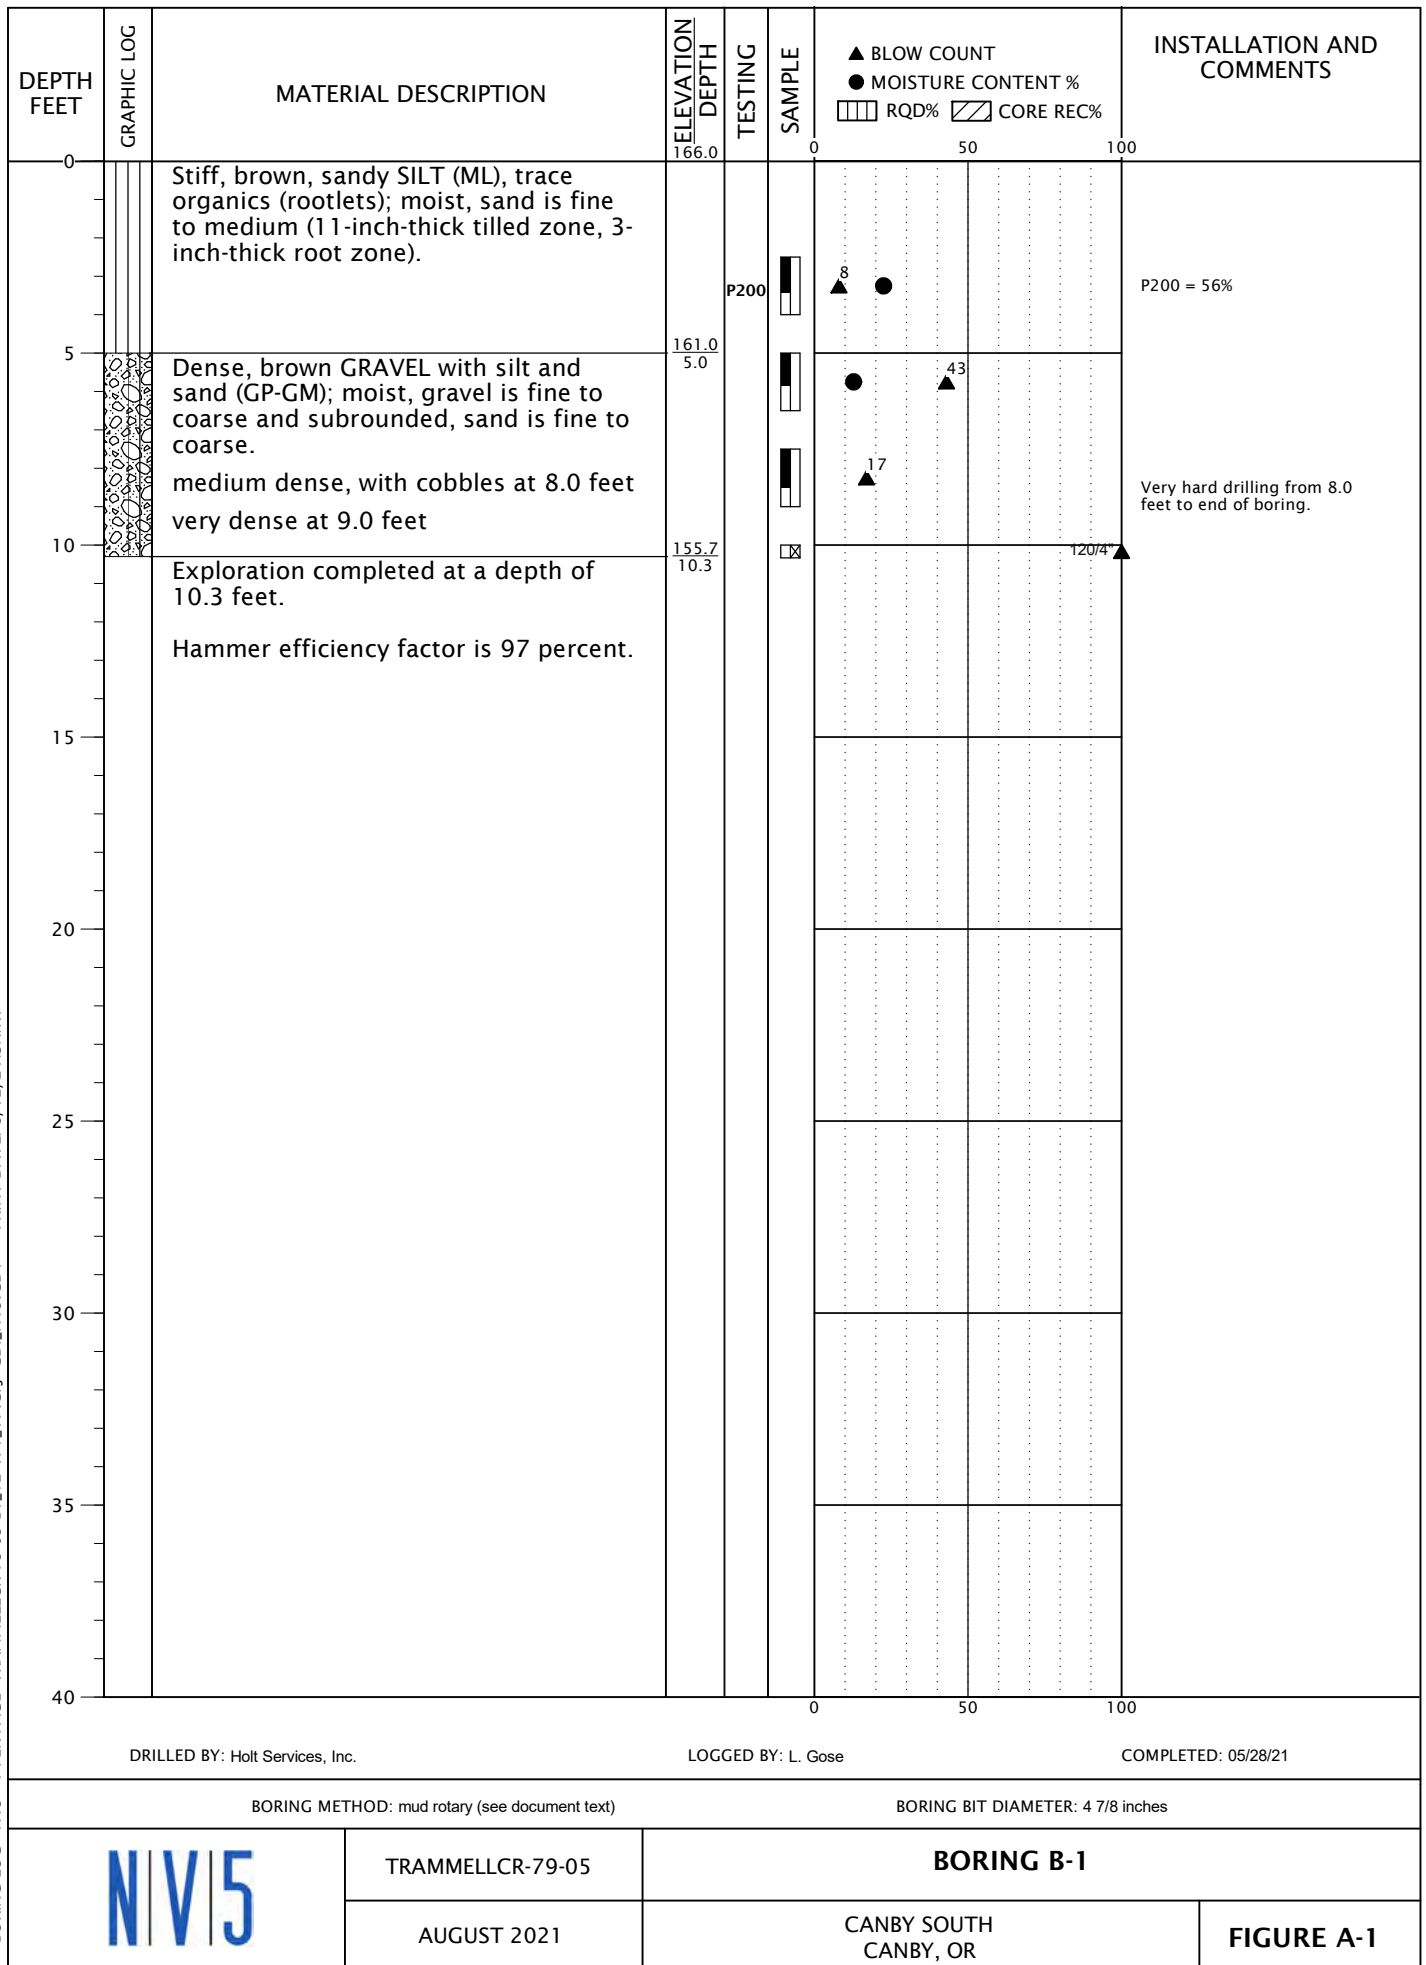 DEPTH
FEET
GRAPHIC LOG
MATERIAL DESCRIPTION
ELEVATION
DEPTH
TESTING
SAMPLE
▲ BLOW COUNT
● MOISTURE CONTENT %
RQD% CORE REC%
INSTALLATION AND
COMMENTS
166.0
0 50 100
0
Stiff, brown, sandy SILT (ML), trace
organics (rootlets); moist, sand is fine
to medium (11-inch-thick tilled zone, 3-
inch-thick root zone).
8
P200
P200 = 56%
5
161.0
5.0
Dense, brown GRAVEL with silt and
sand (GP-GM); moist, gravel is fine to
coarse and subrounded, sand is fine to
coarse.
43
medium dense, with cobbles at 8.0 feet
17
Very hard drilling from 8.0
feet to end of boring.
very dense at 9.0 feet
10
155.7
10.3
120/4"
Exploration completed at a depth of
10.3 feet.
Hammer efficiency factor is 97 percent.
15
20
25
30
35
40
0 50 100
DRILLED BY: Holt Services, Inc.
LOGGED BY: L. Gose
COMPLETED: 05/28/21
BORING METHOD: mud rotary (see document text)
BORING BIT DIAMETER: 4 7/8 inches
N|V|5
TRAMMELLCR-79-05
BORING B-1
AUGUST 2021
CANBY SOUTH
CANBY, OR
FIGURE A-1